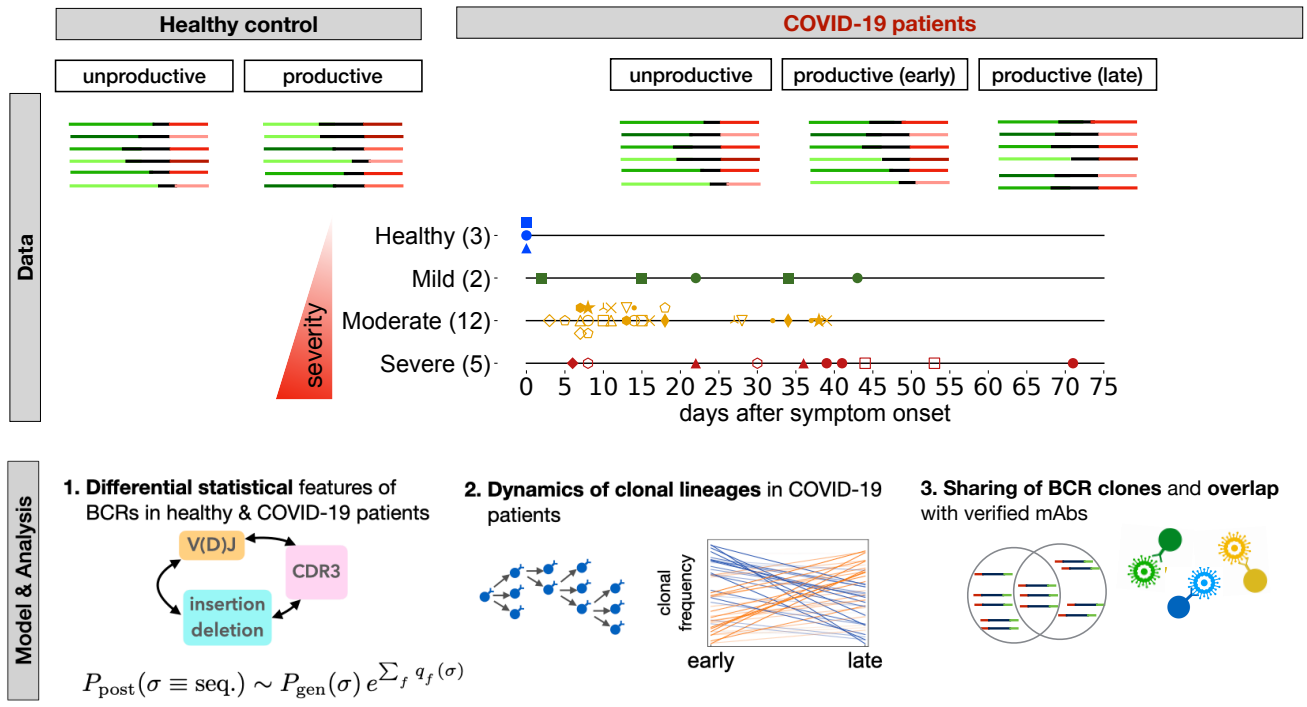 Healthy control
COVID-19 patients
unproductive
productive
unproductive
productive (early)
productive (late)
Data
severity
Healthy (3)
Mild (2)
Moderate (12)
Severe (5)
0 5 10 15 20 25 30 35 40 45 50 55 60 65 70 75
days after symptom onset
Model & Analysis
1. Differential statistical features of
BCRs in healthy & COVID-19 patients
V(D)J
CDR3
insertion
deletion
P_post(σ ≡ seq.) ∼ P_gen(σ) e^{∑_f q_f(σ)}
2. Dynamics of clonal lineages in COVID-19
patients
clonal
frequency
early
late
3. Sharing of BCR clones and overlap
with verified mAbs